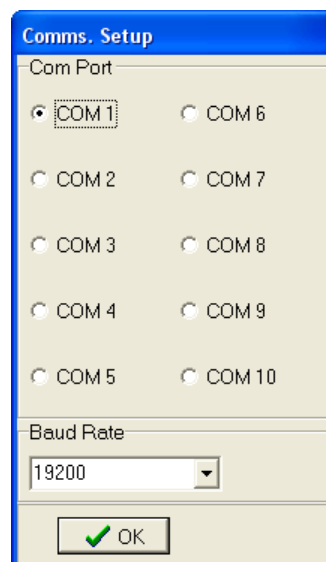 Comms. Setup
Com Port
COM 1 COM 6
COM 2 COM 7
COM 3 COM 8
COM 4 COM 9
COM 5 COM 10
Baud Rate
19200
OK